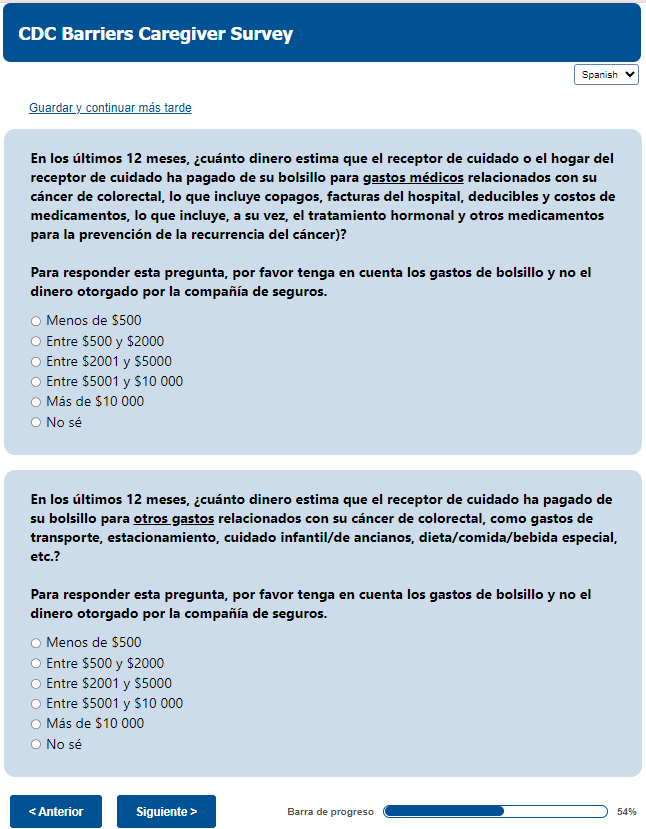 CDC Barriers Caregiver Survey
Spanish
Guardar y continuar más tarde
En los últimos 12 meses, ¿cuánto dinero estima que el receptor de cuidado o el hogar del
receptor de cuidado ha pagado de su bolsillo para gastos médicos relacionados con su
cáncer de colorectal, lo que incluye copagos, facturas del hospital, deducibles y costos de
medicamentos, lo que incluye, a su vez, el tratamiento hormonal y otros medicamentos
para la prevención de la recurrencia del cáncer)?
Para responder esta pregunta, por favor tenga en cuenta los gastos de bolsillo y no el
dinero otorgado por la compañía de seguros.
Menos de $500
Entre $500 y $2000
Entre $2001 y $5000
Entre $5001 y $10 000
Más de $10 000
No sé
En los últimos 12 meses, ¿cuánto dinero estima que el receptor de cuidado ha pagado de
su bolsillo para otros gastos relacionados con su cáncer de colorectal, como gastos de
transporte, estacionamiento, cuidado infantil/de ancianos, dieta/comida/bebida especial,
etc.?
Para responder esta pregunta, por favor tenga en cuenta los gastos de bolsillo y no el
dinero otorgado por la compañía de seguros.
Menos de $500
Entre $500 y $2000
Entre $2001 y $5000
Entre $5001 y $10 000
Más de $10 000
No sé
< Anterior
Siguiente >
Barra de progreso
54%